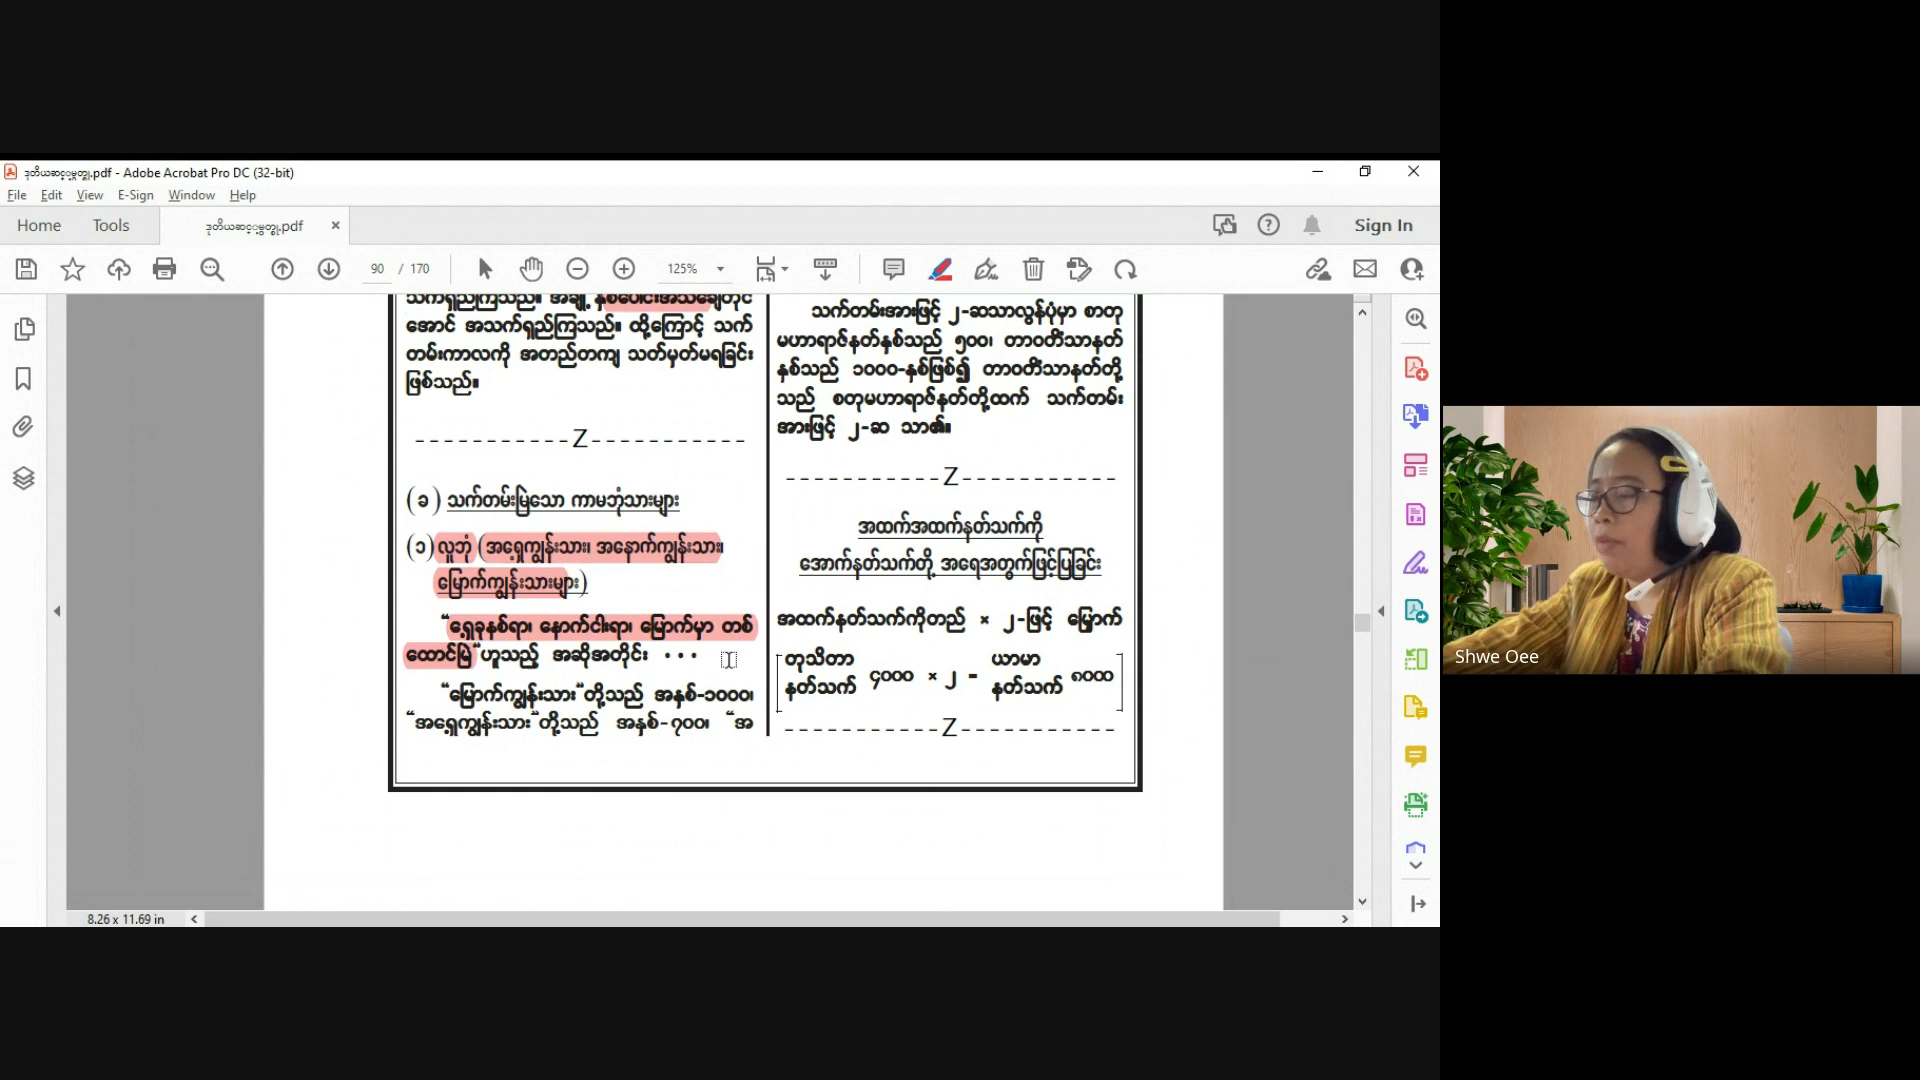 ဒုတိယဆင့်မှတ်စု.pdf - Adobe Acrobat Pro DC (32-bit)
File Edit View E-Sign Window Help
Home Tools
Sign In
90 / 170
125%
အောင် အသက်ရှည်ကြသည်။ ထို့ကြောင့် သက်
တမ်းကာလကို အတည်တကျ သတ်မှတ်မရခြင်း
ဖြစ်သည်။
-----------Z-----------
(ခ) သက်တမ်းမြဲသော ကာမဘုံသားများ
(၁) လူဘုံ (အရှေ့ကျွန်းသား၊ အနောက်ကျွန်းသား၊
မြောက်ကျွန်းသားများ)
“ရှေ့ခုနစ်ရာ၊ နောက်ငါးရာ၊ မြောက်မှာ တစ်
ထောင်မြဲ”ဟူသည့် အဆိုအတိုင်း ...
“မြောက်ကျွန်းသား”တို့သည် အနှစ်-၁၀၀၀၊
“အရှေ့ကျွန်းသား”တို့သည် အနှစ်-၇၀၀၊ “အ
သက်တမ်းအားဖြင့် ၂-ဆသာလွန်ပုံမှာ စာတု
မဟာရာဇ်နတ်နှစ်သည် ၅၀၀၊ တာဝတိံသာနတ်
နှစ်သည် ၁၀၀၀-နှစ်ဖြစ်၍ တာဝတိံသာနတ်တို့
သည် စတုမဟာရာဇ်နတ်တို့ထက် သက်တမ်း
အားဖြင့် ၂-ဆ သာ၏။
-----------Z-----------
အထက်အထက်နတ်သက်ကို
အောက်နတ်သက်တို့ အရေအတွက်ဖြင့်ပြခြင်း
အထက်နတ်သက်ကိုတည် × ၂-ဖြင့် မြှောက်
တုသိတာ
နတ်သက် ၄၀၀၀ × ၂ = ယာမာ
နတ်သက် ၈၀၀၀
-----------Z-----------
8.26 x 11.69 in
Shwe Oee